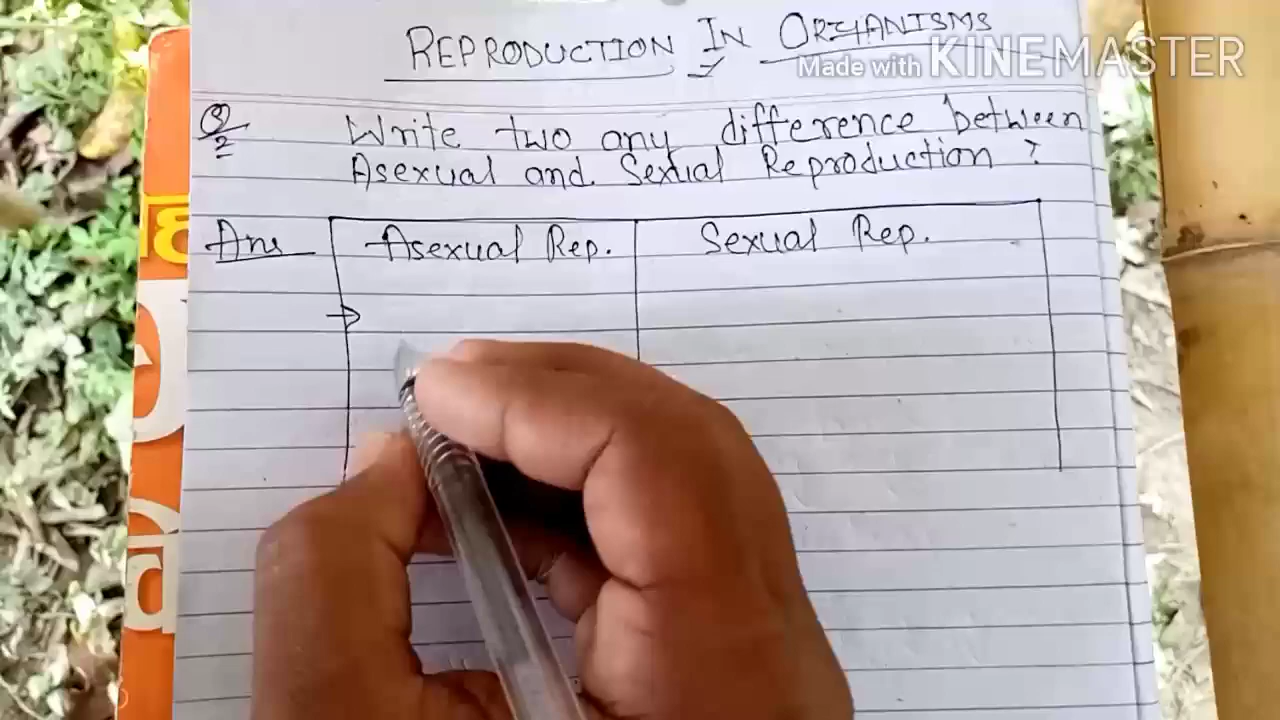 REPRODUCTION IN ORGANISMS
Made with KINEMASTER
Q/2 Write two any difference between
Asexual and Sexual Reproduction ?
Ans Asexual Rep. Sexual Rep.
→